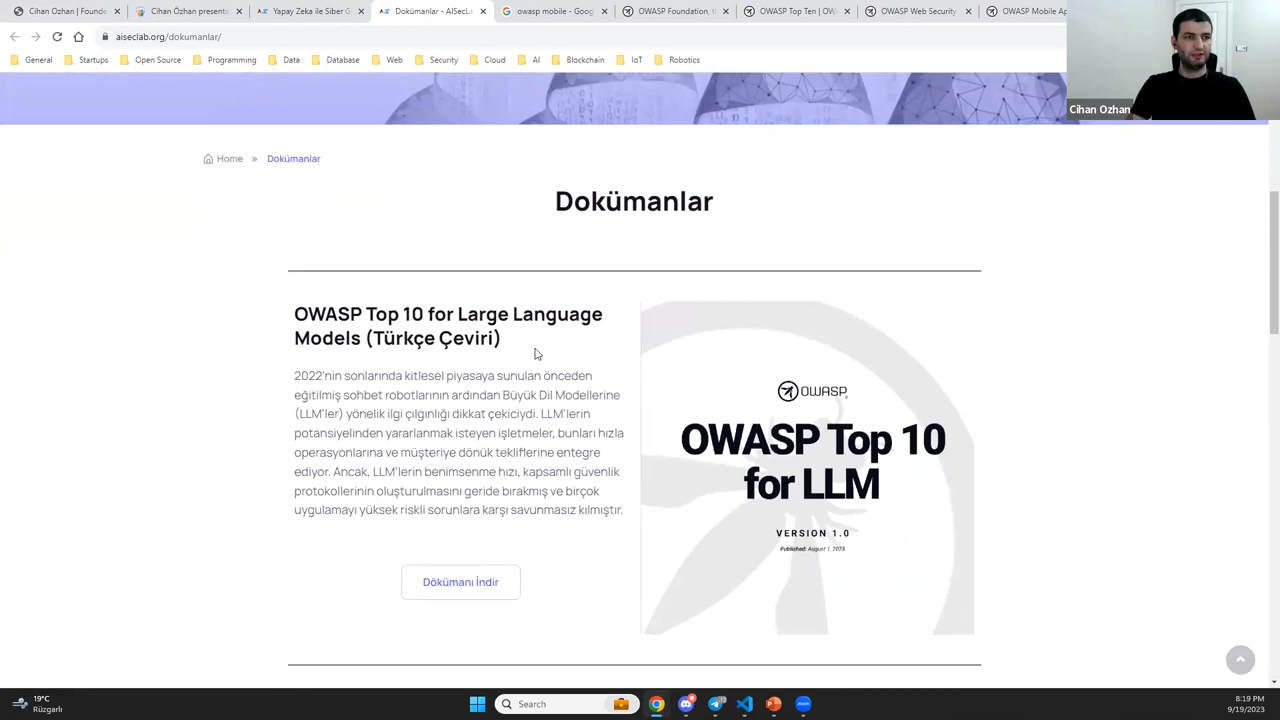 Cihan Ozhan | Founde
Cihan Özhan presente
Yapay Zeka ile Siber G
Dokümanlar - AISecLa
owasp mobile - Goog
OWASP Foundation, t
OWASP Top Ten | OW
OWASP Web Security
OWASP Mobile Ap
aiseclab.org/dokumanlar/
General
Startups
Open Source
Programming
Data
Database
Web
Security
Cloud
AI
Blockchain
IoT
Robotics
Cihan Ozhan
Home » Dokümanlar
Dokümanlar
OWASP Top 10 for Large Language
Models (Türkçe Çeviri)
2022'nin sonlarında kitlesel piyasaya sunulan önceden
eğitilmiş sohbet robotlarının ardından Büyük Dil Modellerine
(LLM'ler) yönelik ilgi çılgınlığı dikkat çekiciydi. LLM'lerin
potansiyelinden yararlanmak isteyen işletmeler, bunları hızla
operasyonlarına ve müşteriye dönük tekliflerine entegre
ediyor. Ancak, LLM'lerin benimsenme hızı, kapsamlı güvenlik
protokollerinin oluşturulmasını geride bırakmış ve birçok
uygulamayı yüksek riskli sorunlara karşı savunmasız kılmıştır.
Dökümanı İndir
OWASP
OWASP Top 10
for LLM
VERSION 1.0
Published: August 1, 2023
19°C
Rüzgarlı
Search
8:19 PM
9/19/2023